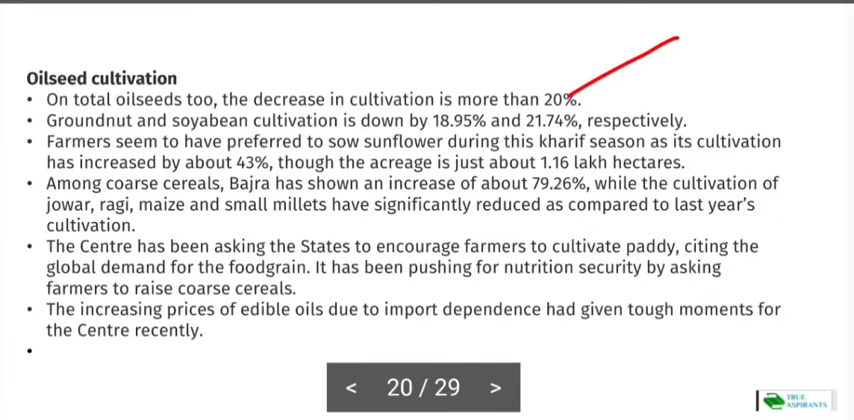 Oilseed cultivation
• On total oilseeds too, the decrease in cultivation is more than 20%.
• Groundnut and soyabean cultivation is down by 18.95% and 21.74%, respectively.
• Farmers seem to have preferred to sow sunflower during this kharif season as its cultivation
has increased by about 43%, though the acreage is just about 1.16 lakh hectares.
• Among coarse cereals, Bajra has shown an increase of about 79.26%, while the cultivation of
jowar, ragi, maize and small millets have significantly reduced as compared to last year's
cultivation.
• The Centre has been asking the States to encourage farmers to cultivate paddy, citing the
global demand for the foodgrain. It has been pushing for nutrition security by asking
farmers to raise coarse cereals.
• The increasing prices of edible oils due to import dependence had given tough moments for
the Centre recently.
•
< 20 / 29 >
TRUE
ASPIRANTS